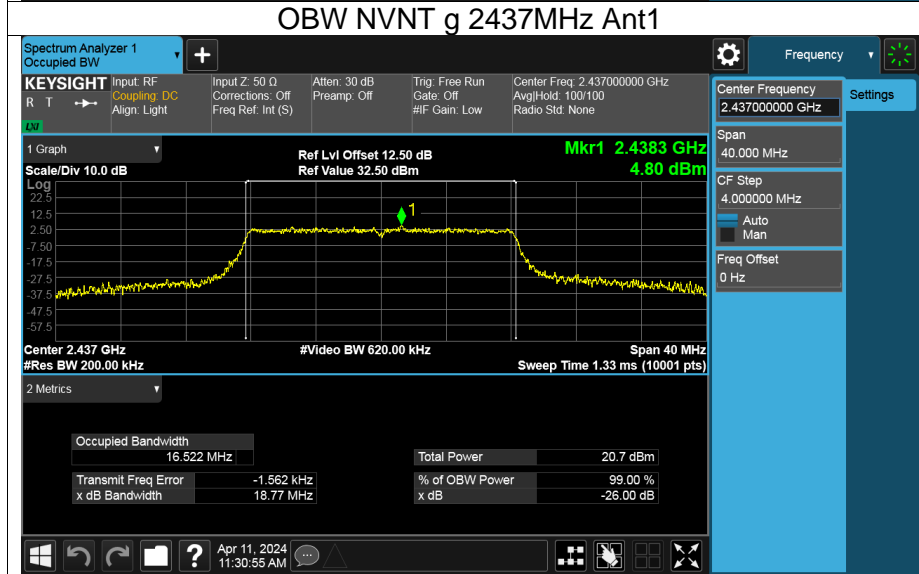 OBW NVNT g 2437MHz Ant1
Spectrum Analyzer 1
Occupied BW
+
Frequency
KEYSIGHT
R T
LXI
Input: RF
Coupling: DC
Align: Light
Input Z: 50 Ω
Corrections: Off
Freq Ref: Int (S)
Atten: 30 dB
Preamp: Off
Trig: Free Run
Gate: Off
#IF Gain: Low
Center Freq: 2.437000000 GHz
Avg|Hold: 100/100
Radio Std: None
Center Frequency
2.437000000 GHz
Settings
Span
40.000 MHz
CF Step
4.000000 MHz
Auto
Man
Freq Offset
0 Hz
1 Graph
Scale/Div 10.0 dB
Ref Lvl Offset 12.50 dB
Ref Value 32.50 dBm
Mkr1 2.4383 GHz
4.80 dBm
Log
22.5
12.5
2.50
-7.50
-17.5
-27.5
-37.5
-47.5
-57.5
1
Center 2.437 GHz
#Video BW 620.00 kHz
Span 40 MHz
#Res BW 200.00 kHz
Sweep Time 1.33 ms (10001 pts)
2 Metrics
Occupied Bandwidth
16.522 MHz
Total Power 20.7 dBm
Transmit Freq Error -1.562 kHz
% of OBW Power 99.00 %
x dB Bandwidth 18.77 MHz
x dB -26.00 dB
?
Apr 11, 2024
11:30:55 AM